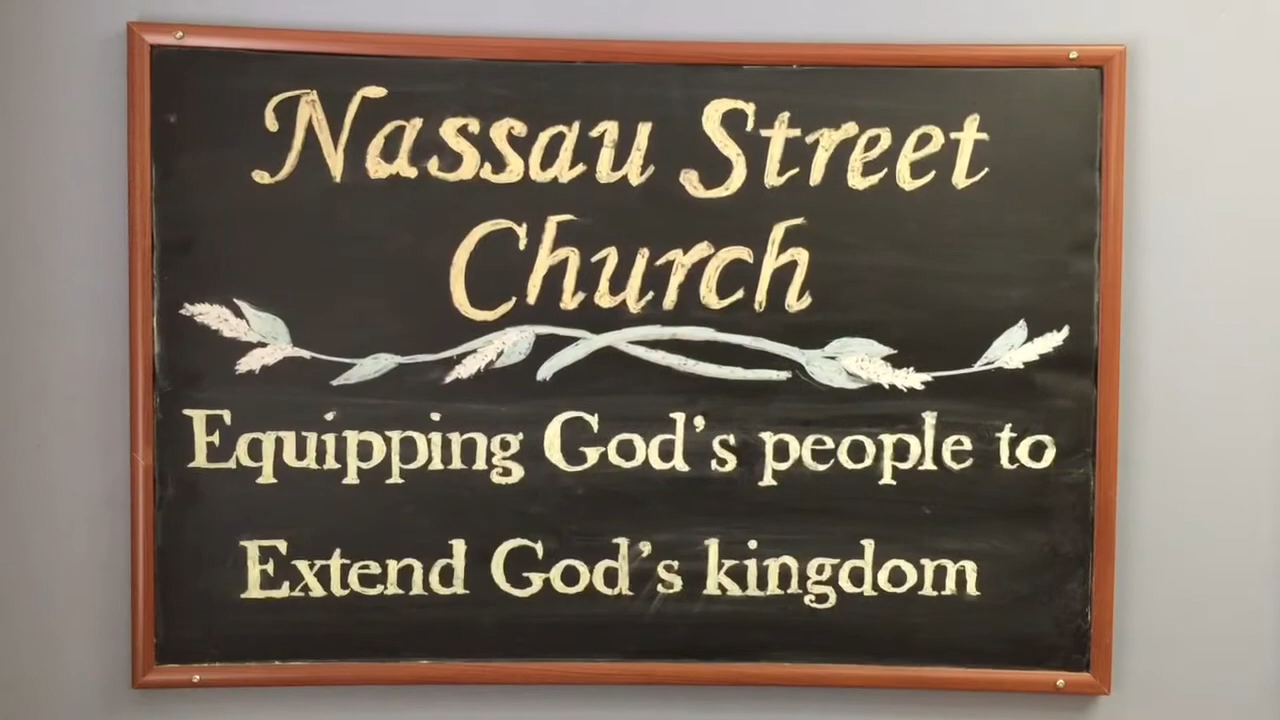 Nassau Street
Church
Equipping God's people to
Extend God's kingdom